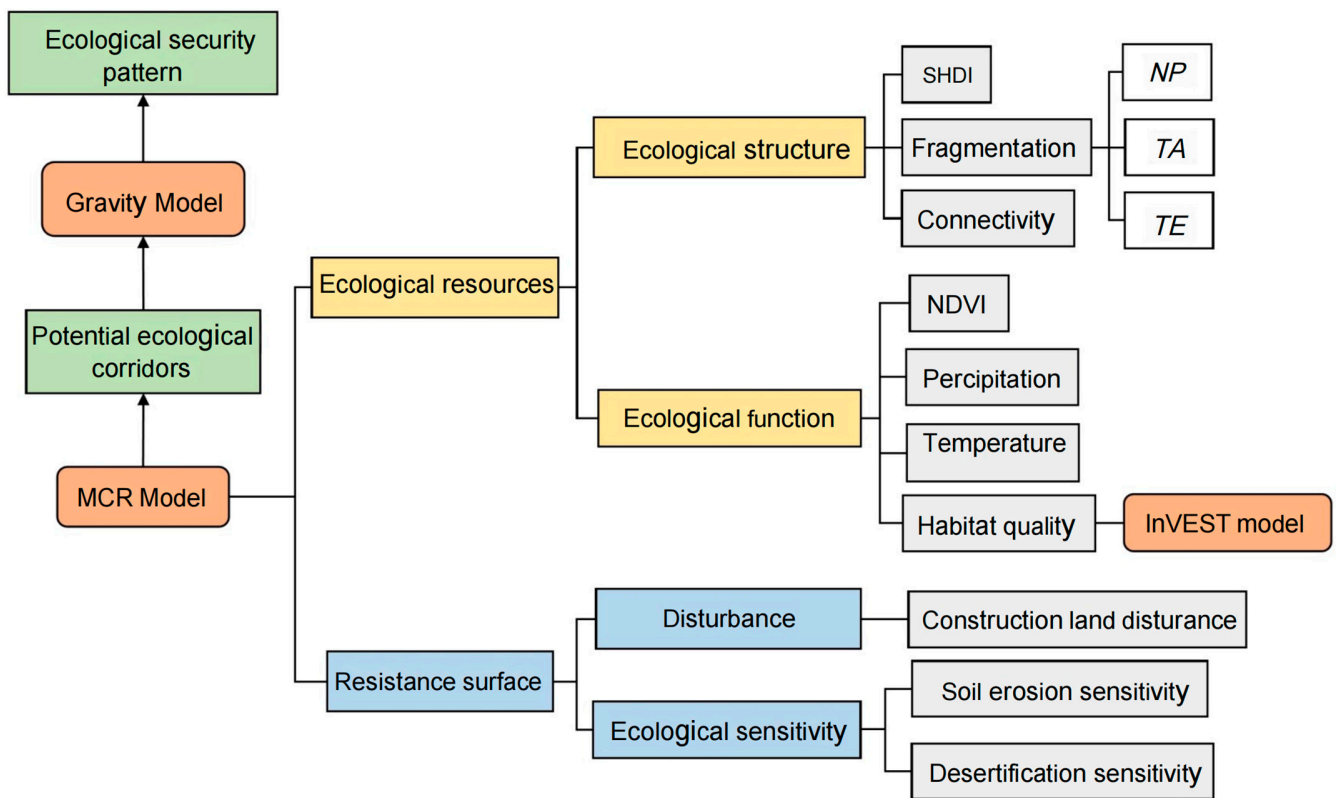 Ecological security
pattern
Gravity Model
Potential ecological
corridors
MCR Model
Ecological resources
Resistance surface
Ecological structure
Ecological function
Disturbance
Ecological sensitivity
SHDI
Fragmentation
Connectivity
NP
TA
TE
NDVI
Percipitation
Temperature
Habitat quality
InVEST model
Construction land disturance
Soil erosion sensitivity
Desertification sensitivity